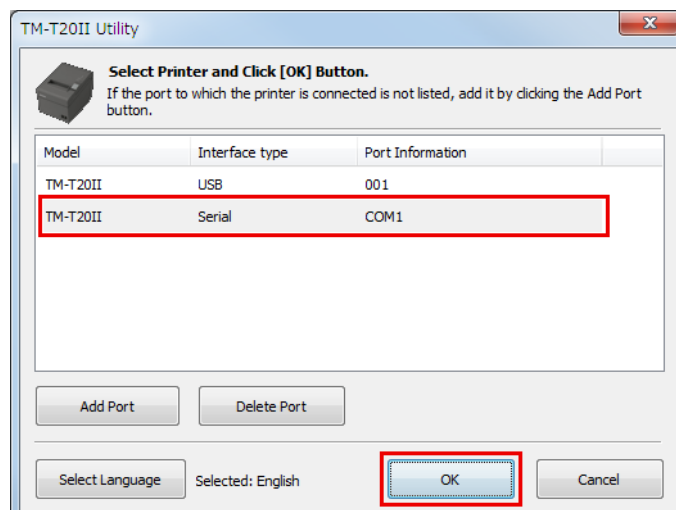 TM-T20II Utility
Select Printer and Click [OK] Button.
If the port to which the printer is connected is not listed, add it by clicking the Add Port
button.
Model Interface type Port Information
TM-T20II USB 001
TM-T20II Serial COM1
Add Port Delete Port
Select Language Selected: English OK Cancel